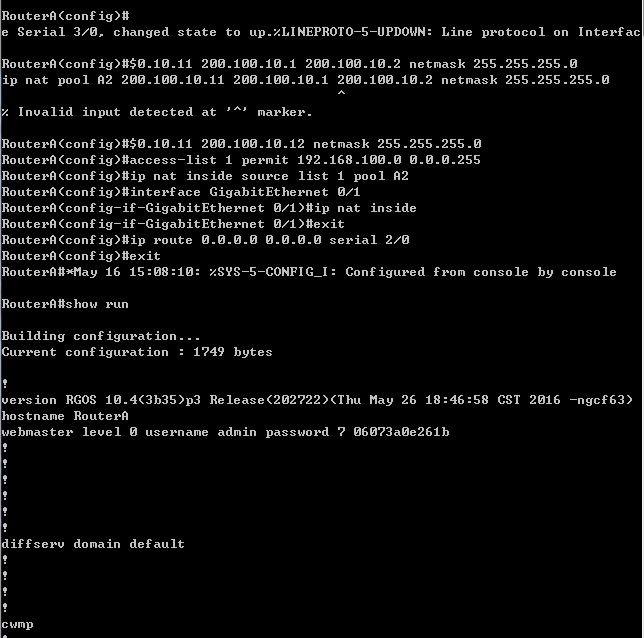 RouterA(config)#
e Serial 3/0, changed state to up.%LINEPROTO-5-UPDOWN: Line protocol on Interfac
RouterA(config)#$0.10.11 200.100.10.1 200.100.10.2 netmask 255.255.255.0
ip nat pool A2 200.100.10.11 200.100.10.1 200.100.10.2 netmask 255.255.255.0
^
% Invalid input detected at '^' marker.
RouterA(config)#$0.10.11 200.100.10.12 netmask 255.255.255.0
RouterA(config)#access-list 1 permit 192.168.100.0 0.0.0.255
RouterA(config)#ip nat inside source list 1 pool A2
RouterA(config)#interface GigabitEthernet 0/1
RouterA(config-if-GigabitEthernet 0/1)#ip nat inside
RouterA(config-if-GigabitEthernet 0/1)#exit
RouterA(config)#ip route 0.0.0.0 0.0.0.0 serial 2/0
RouterA(config)#exit
RouterA#*May 16 15:08:10: %SYS-5-CONFIG_I: Configured from console by console
RouterA#show run
Building configuration...
Current configuration : 1749 bytes
!
version RGOS 10.4(3b35)p3 Release(202722)(Thu May 26 18:46:58 CST 2016 -ngcf63)
hostname RouterA
webmaster level 0 username admin password 7 06073a0e261b
!
!
!
!
!
!
diffserv domain default
!
!
!
!
cwmp
!